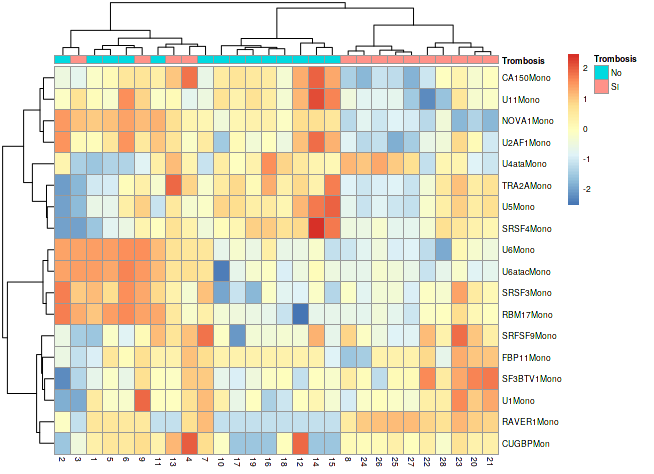 Trombosis
Trombosis
No
SI
2
1
0
-1
-2
CA150Mono
U11Mono
NOVA1Mono
U2AF1Mono
U4ataMono
TRA2AMono
U5Mono
SRSF4Mono
U6Mono
U6atacMono
SRSF3Mono
RBM17Mono
SRFSF9Mono
FBP11Mono
SF3BTV1Mono
U1Mono
RAVER1Mono
CUGBPMon
2 3 1 5 6 9 11 13 4 7 10 17 19 16 18 12 14 15 8 24 26 25 27 22 28 23 20 21